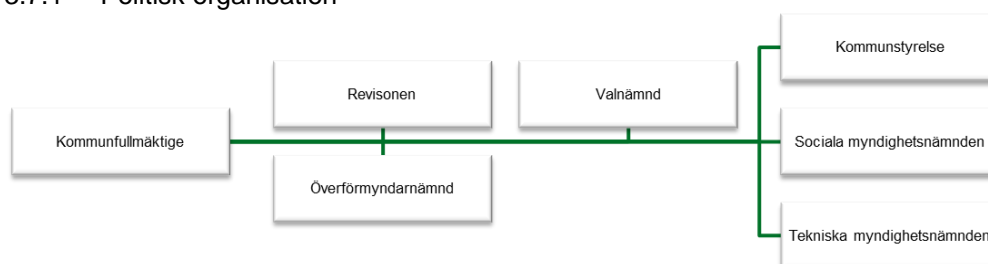 Politisk organisation
Kommunstyrelse
Revisonen
Valnämnd
Kommunfullmäktige
Sociala myndighetsnämnden
Överförmyndarnämnd
Tekniska myndighetsnämnden